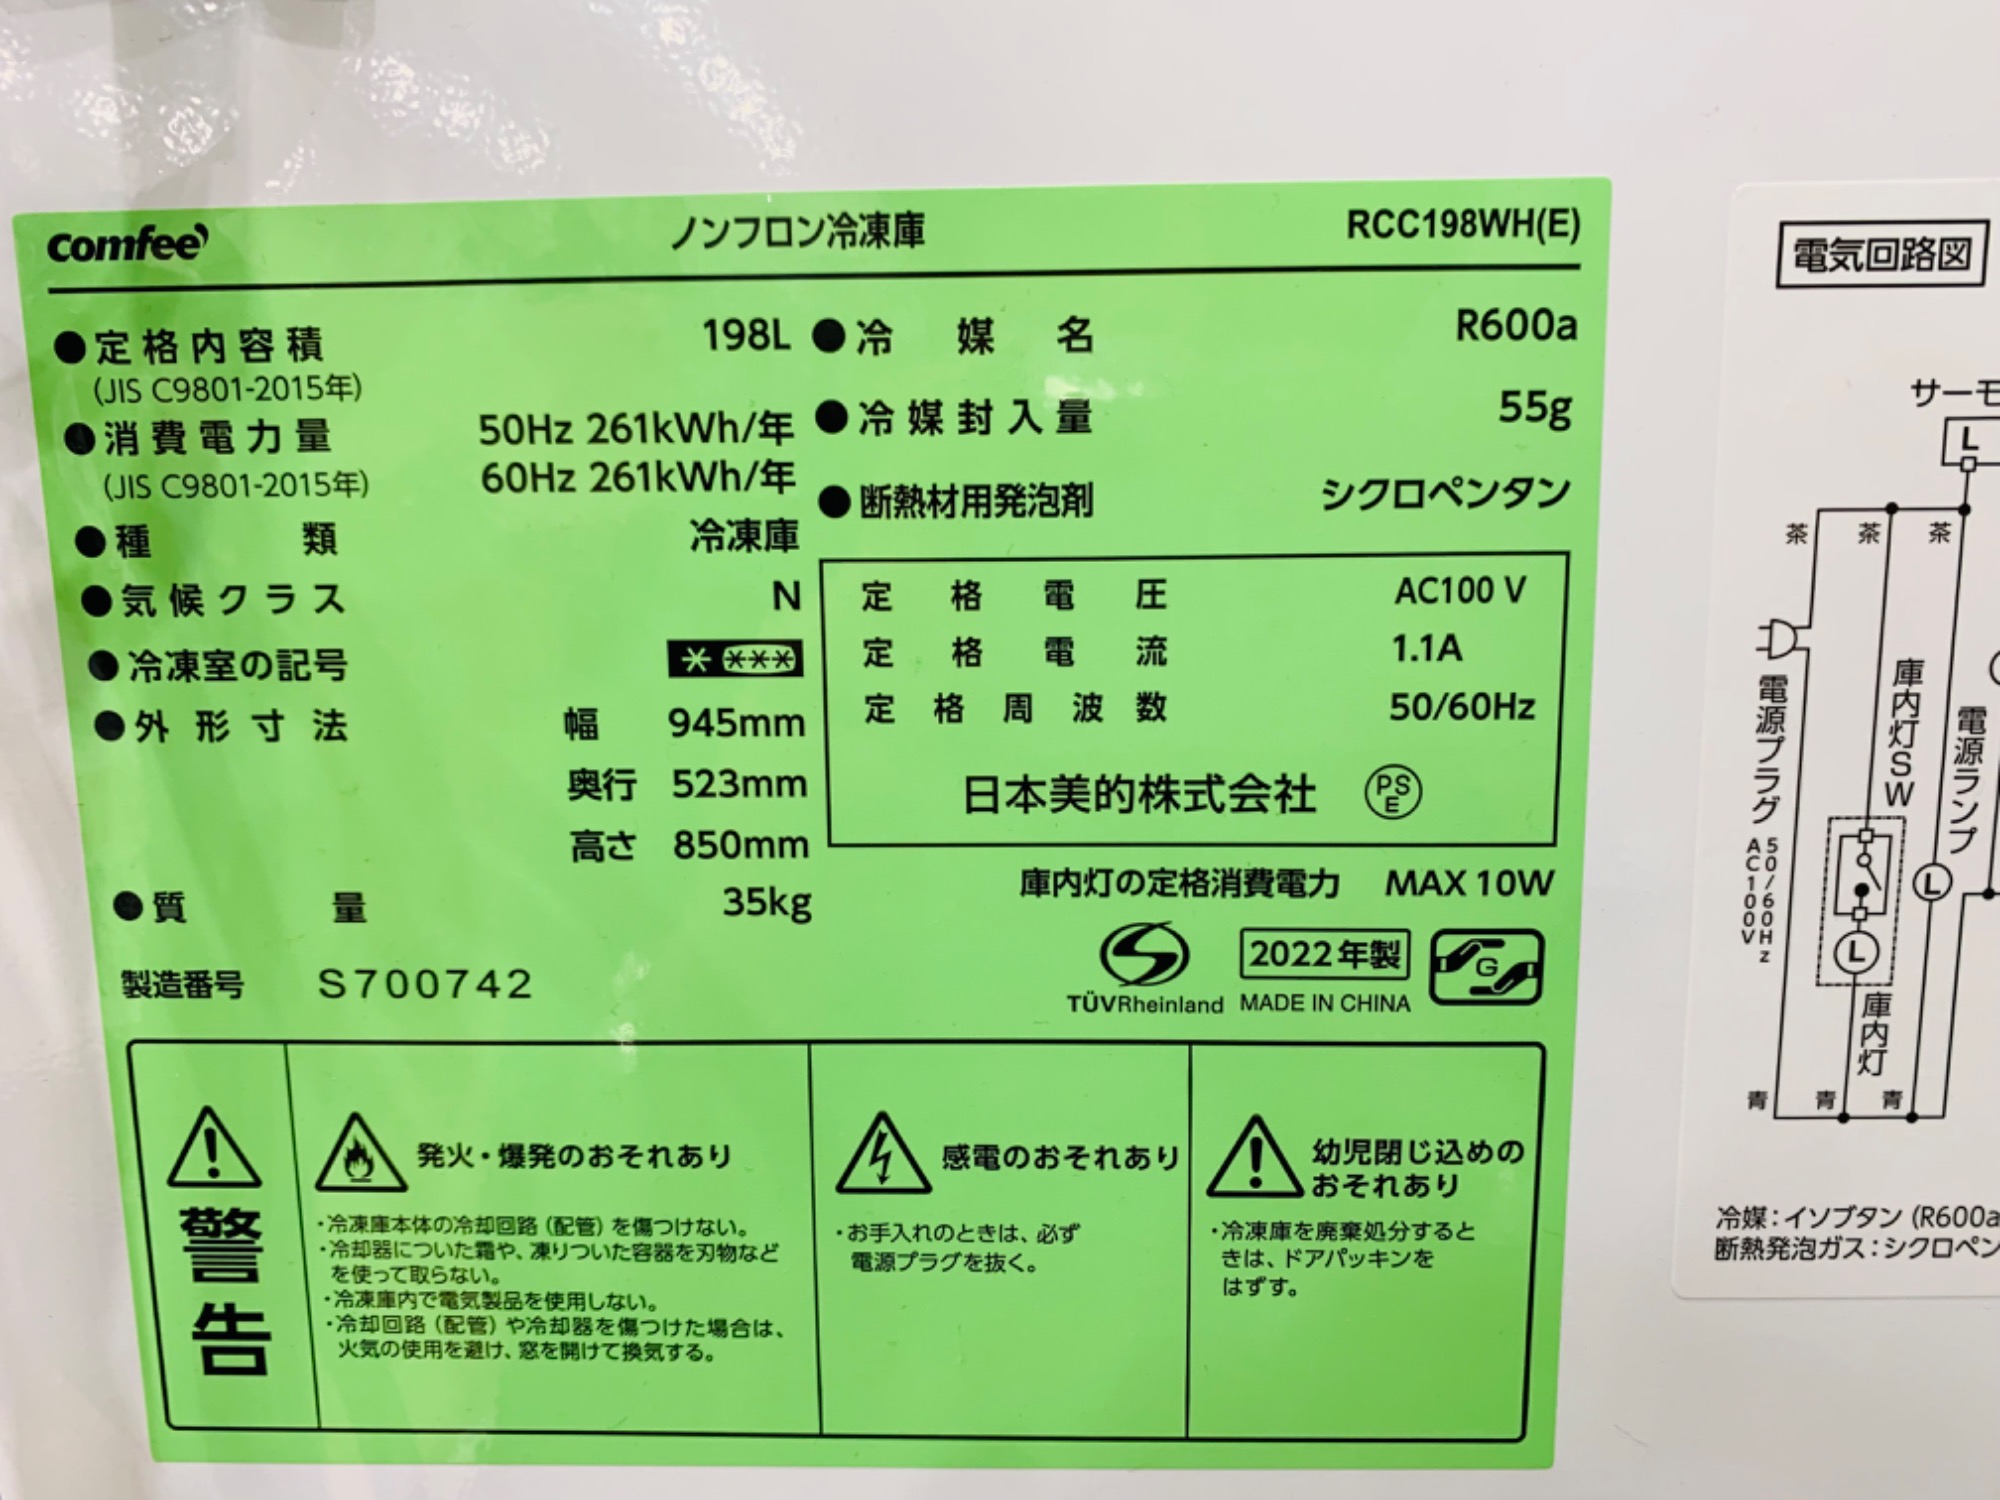 comfee' ノンフロン冷凍庫 RCC198WH(E)
●定格内容積 198L
(JIS C9801-2015年)
●消費電力量 50Hz 261kWh/年
(JIS C9801-2015年) 60Hz 261kWh/年
●種類 冷凍庫
●気候クラス N
●冷凍室の記号 * ***
●外形寸法 幅 945mm
奥行 523mm
高さ 850mm
●質量 35kg
製造番号 S700742
●冷媒名 R600a
●冷媒封入量 55g
●断熱材用発泡剤 シクロペンタン
定格電圧 AC100 V
定格電流 1.1A
定格周波数 50/60Hz
日本美的株式会社 PSE
庫内灯の定格消費電力 MAX 10W
TÜVRheinland
2022年製
MADE IN CHINA
G
警告
発火・爆発のおそれあり
・冷凍庫本体の冷却回路(配管)を傷つけない。
・冷却器についた霜や、凍りついた容器を刃物など
を使って取らない。
・冷凍庫内で電気製品を使用しない。
・冷却回路(配管)や冷却器を傷つけた場合は、
火気の使用を避け、窓を開けて換気する。
感電のおそれあり
・お手入れのときは、必ず
電源プラグを抜く。
幼児閉じ込めの
おそれあり
・冷凍庫を廃棄処分すると
きは、ドアパッキンを
はずす。
電気回路図
サーモ
L
茶 茶 茶
電源プラグ
AC100V
50/60Hz
庫内灯SW
電源ランプ
L
L
庫内灯
青 青 青
冷媒:イソブタン (R600a
断熱発泡ガス:シクロペン